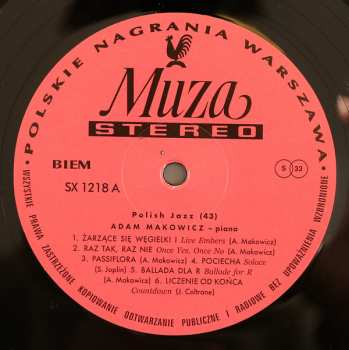 · POLSKIE NAGRANIA WARSZAWA ·
Muza
STEREO
BIEM
S 33
SX 1218 A
Polish Jazz (43)
ADAM MAKOWICZ – piano
1. ŻARZĄCE SIĘ WĘGIELKI I Live Embers (A. Makowicz)
2. RAZ TAK, RAZ NIE Once Yes, Once No (A. Makowicz)
3. PASSIFLORA (A. Makowicz) 4. POCIECHA Solace
(S. Joplin) 5. BALLADA DLA R Ballade for R
(A. Makowicz) 6. LICZENIE OD KOŃCA
Countdown (J. Coltrane)
WSZYSTKIE PRAWA ZASTRZEŻONE KOPIOWANIE ODTWARZANIE PUBLICZNE I RADIOWE BEZ UPOWAŻNIENIA WZBRONIONE